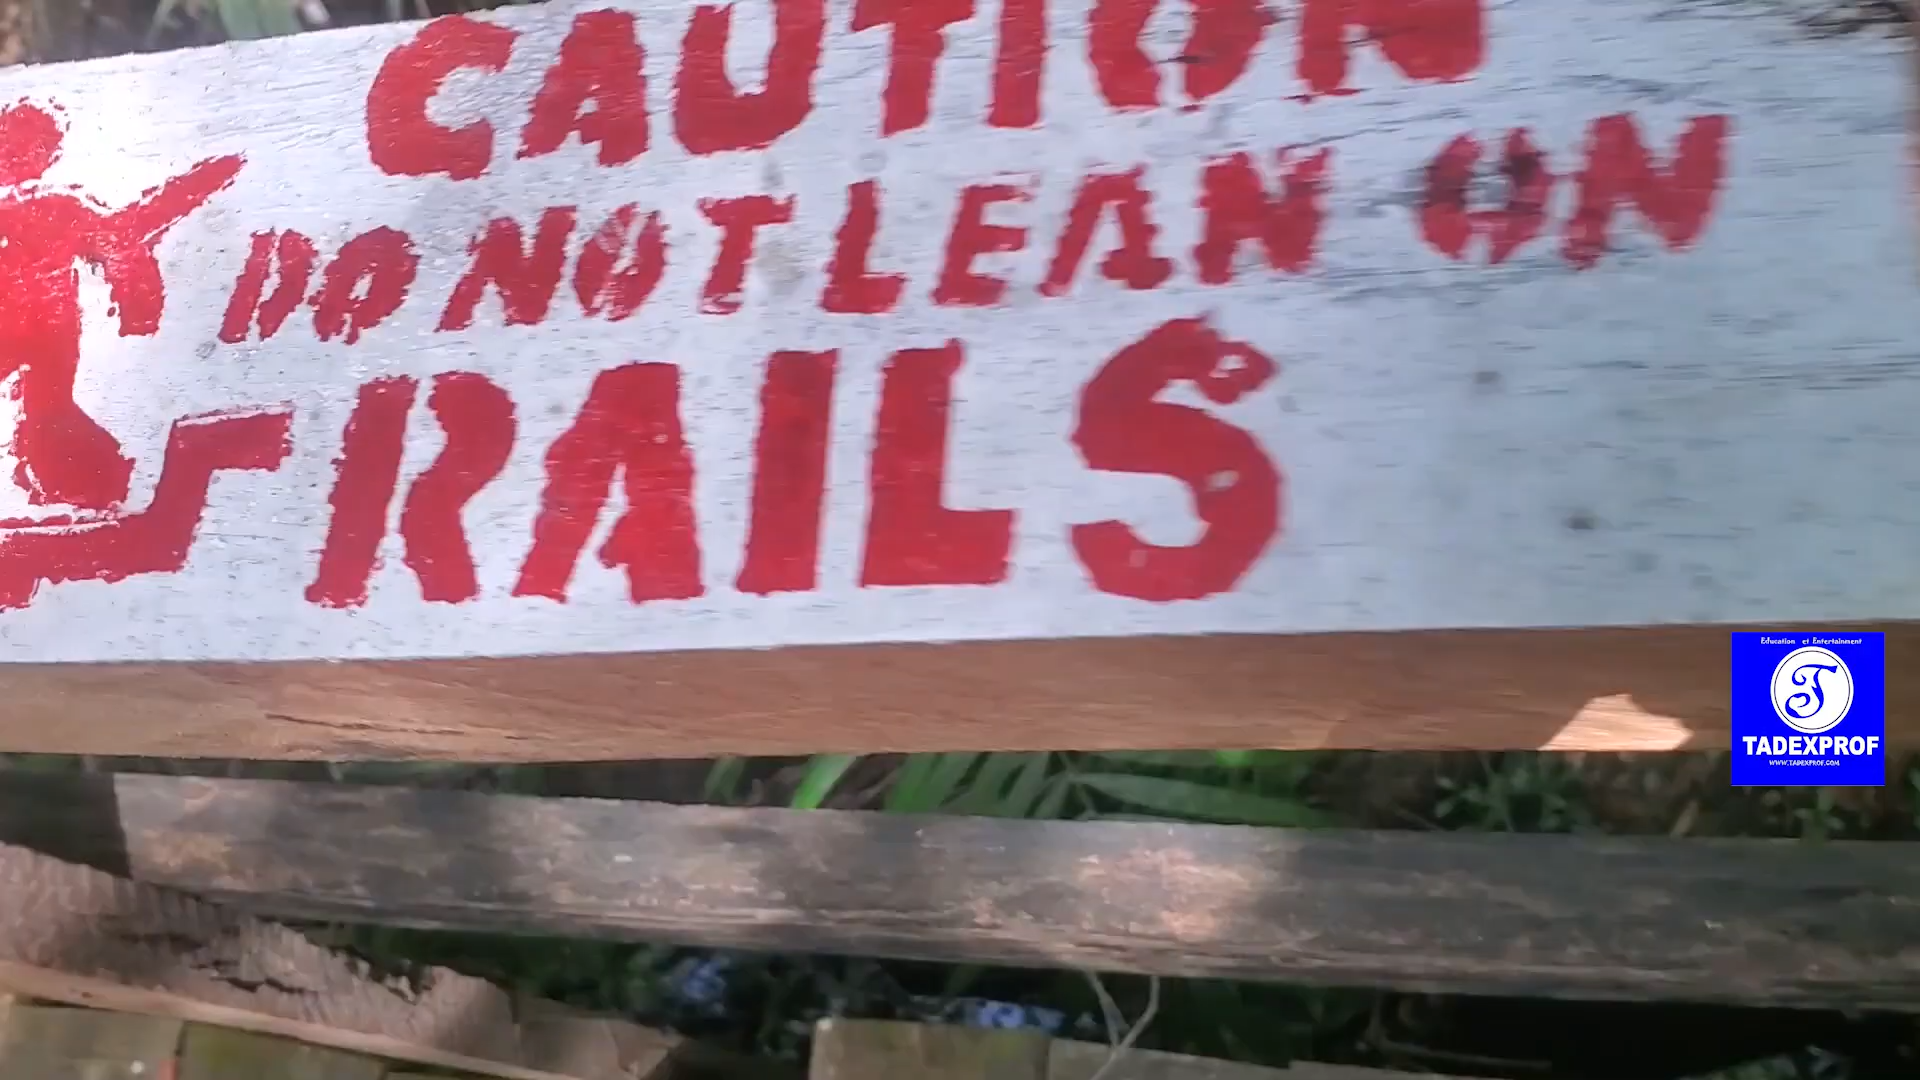 CAUTION
DO NOT LEAN ON
RAILS
Education et Entertainment
T
TADEXPROF
WWW.TADEXPROF.COM